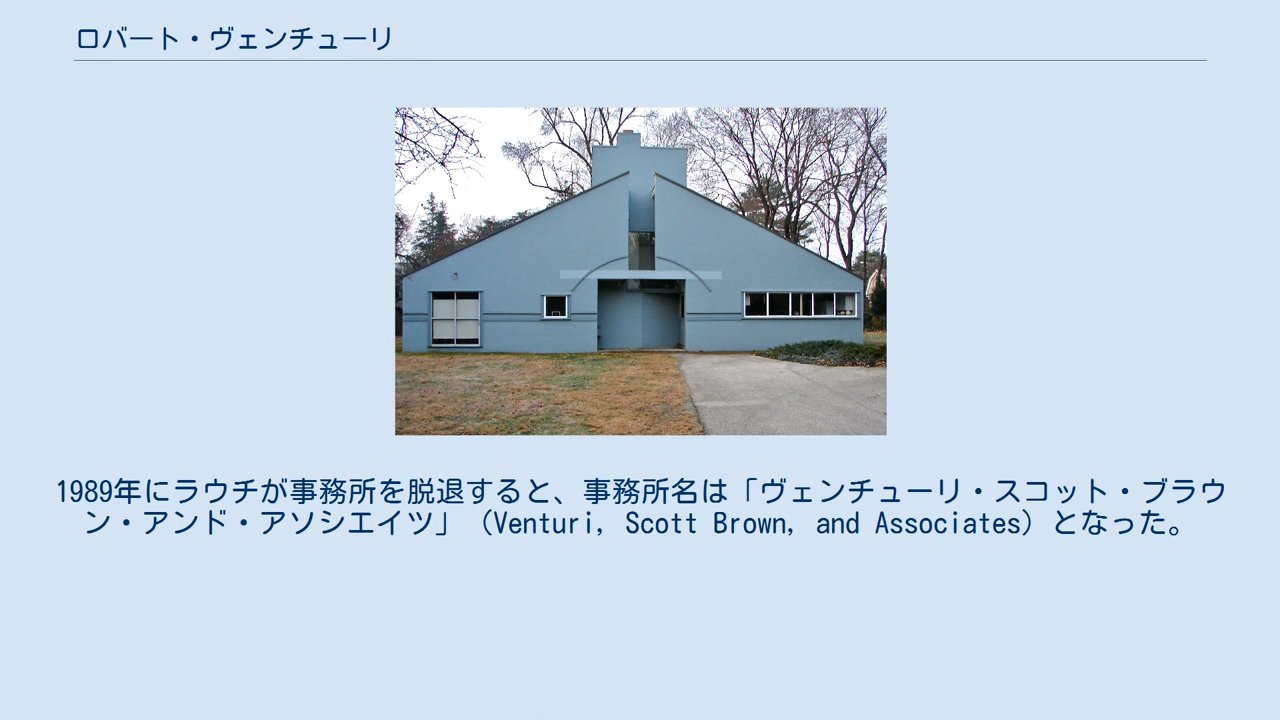 ロバート・ヴェンチューリ
1989年にラウチが事務所を脱退すると、事務所名は「ヴェンチューリ・スコット・ブラウ
ン・アンド・アソシエイツ」（Venturi, Scott Brown, and Associates）となった。